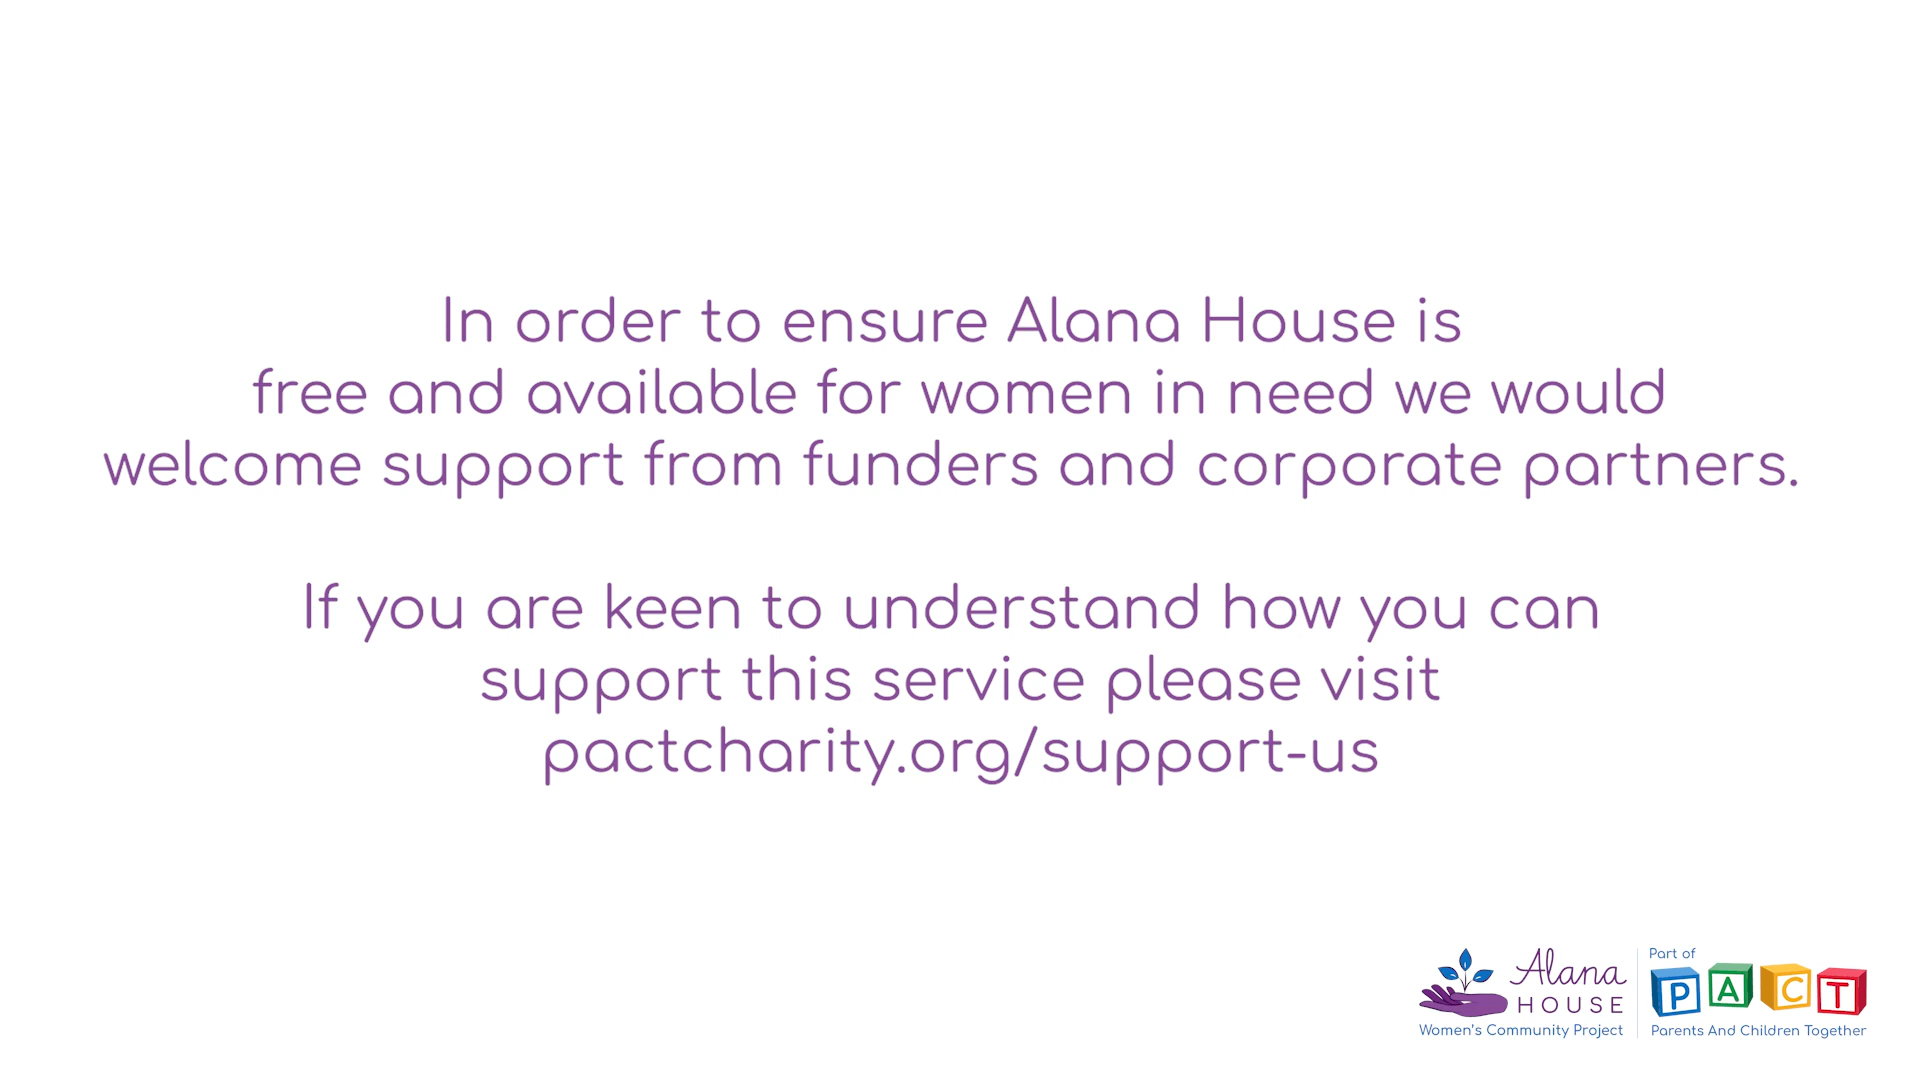 In order to ensure Alana House is
free and available for women in need we would
welcome support from funders and corporate partners.
If you are keen to understand how you can
support this service please visit
pactcharity.org/support-us
Alana
HOUSE
Women's Community Project
Part of
PACT
Parents And Children Together